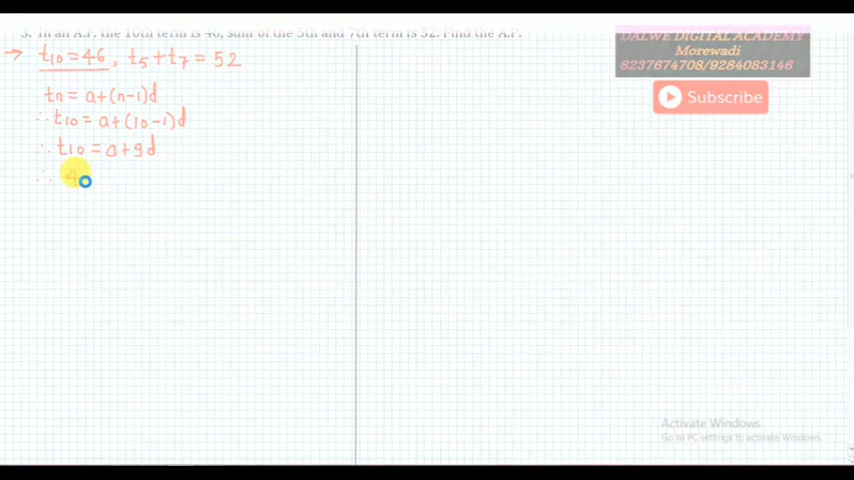 3. In an A.P. the 10th term is 46, sum of the 5th and 7th term is 52. Find the A.P.
→ t10 = 46, t5 + t7 = 52
tn = a+(n-1)d
∴ t10 = a+(10-1)d
∴ t10 = a+9d
∴ 4
DALWE DIGITAL ACADEMY
Morewadi
8237674708/9284083146
Subscribe
Activate Windows
Go to PC settings to activate Windows.